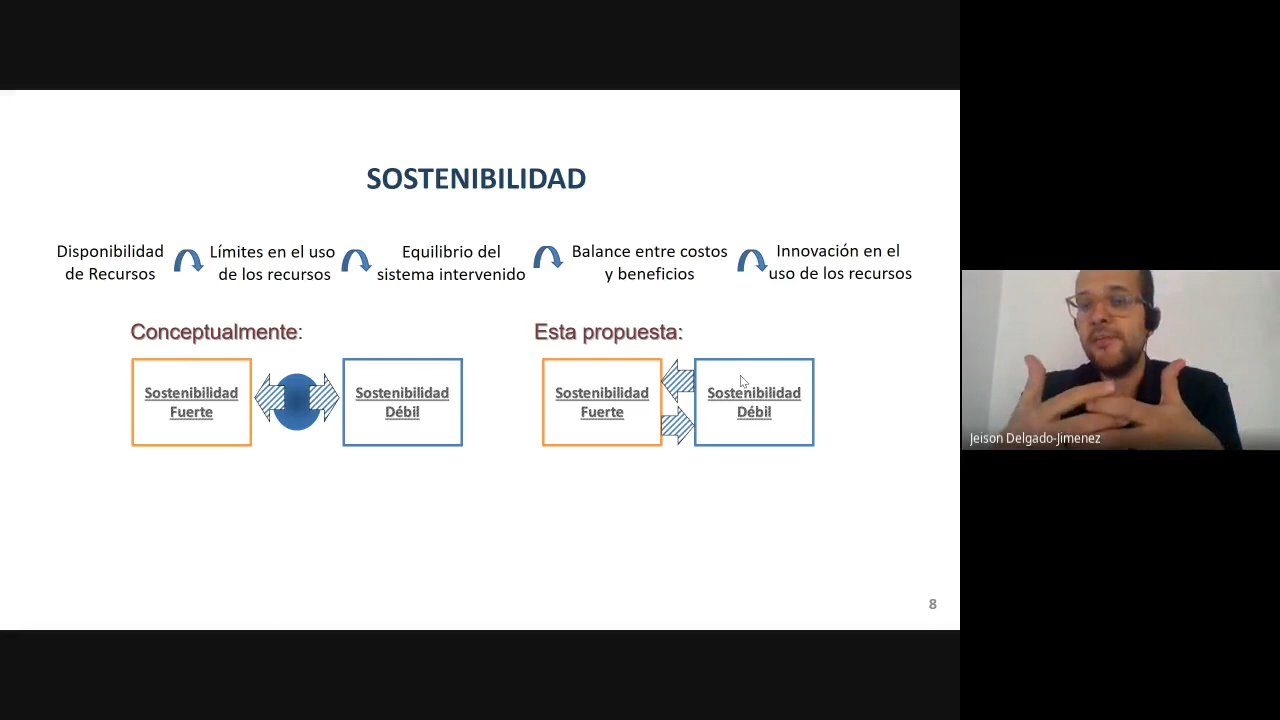 SOSTENIBILIDAD
Disponibilidad
de Recursos
Límites en el uso
de los recursos
Equilibrio del
sistema intervenido
Balance entre costos
y beneficios
Innovación en el
uso de los recursos
Conceptualmente:
Esta propuesta:
Sostenibilidad
Fuerte
Sostenibilidad
Débil
Sostenibilidad
Fuerte
Sostenibilidad
Débil
8
Jeison Delgado-Jimenez